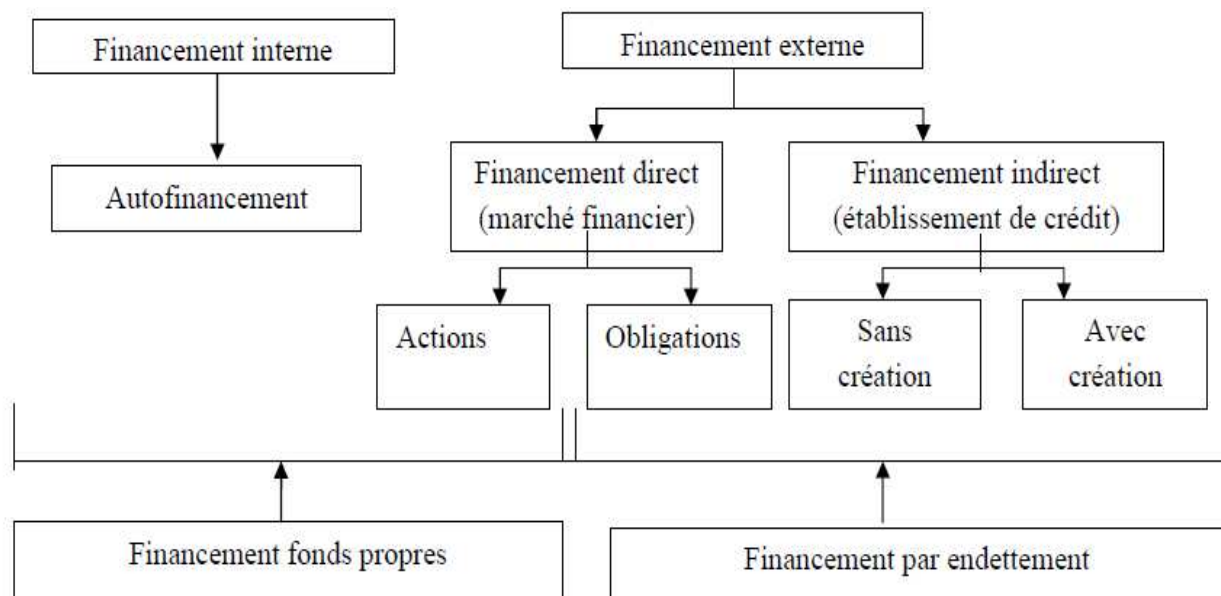 Financement interne
Financement externe
Autofinancement
Financement direct
(marché financier)
Financement indirect
(établissement de crédit)
Actions
Obligations
Sans
création
Avec
création
Financement fonds propres
Financement par endettement